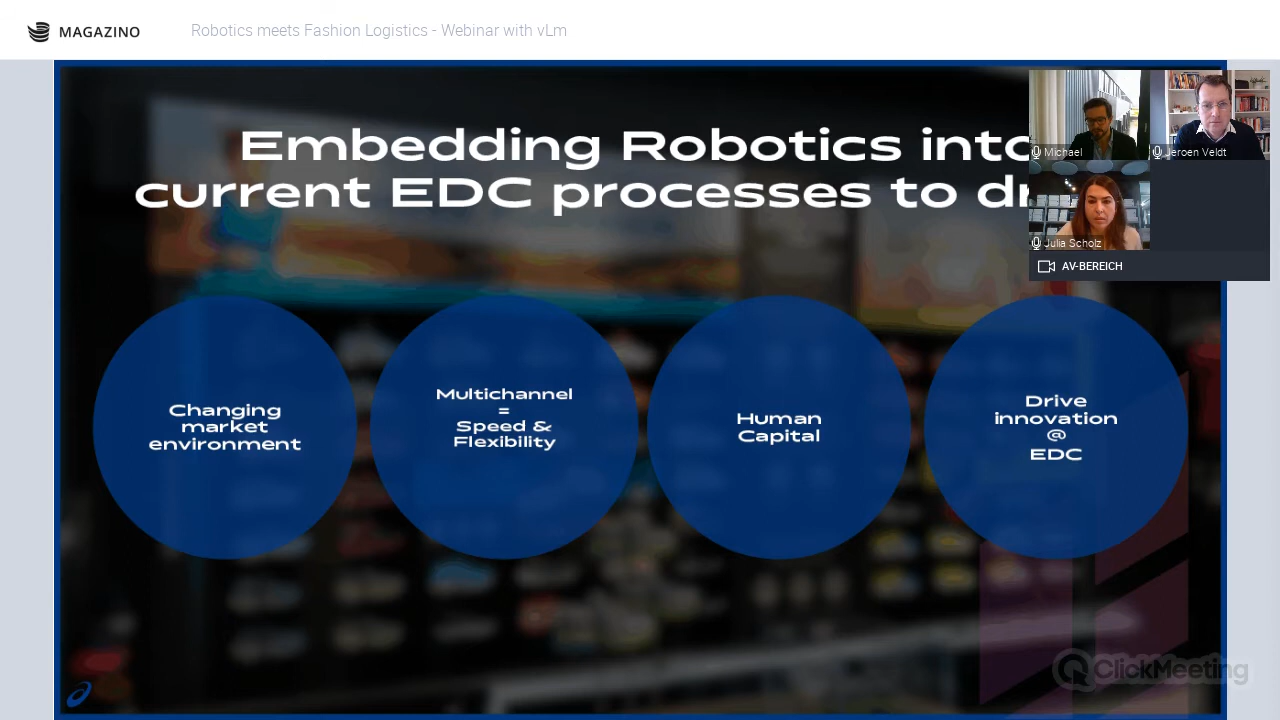 MAGAZINO
Robotics meets Fashion Logistics - Webinar with vLm
Embedding Robotics into
current EDC processes to
Michael
Jeroen Veldt
Julia Scholz
AV-BEREICH
Changing
market
environment
Multichannel
=
Speed &
Flexibility
Human
Capital
Drive
innovation
@
EDC
ClickMeeting